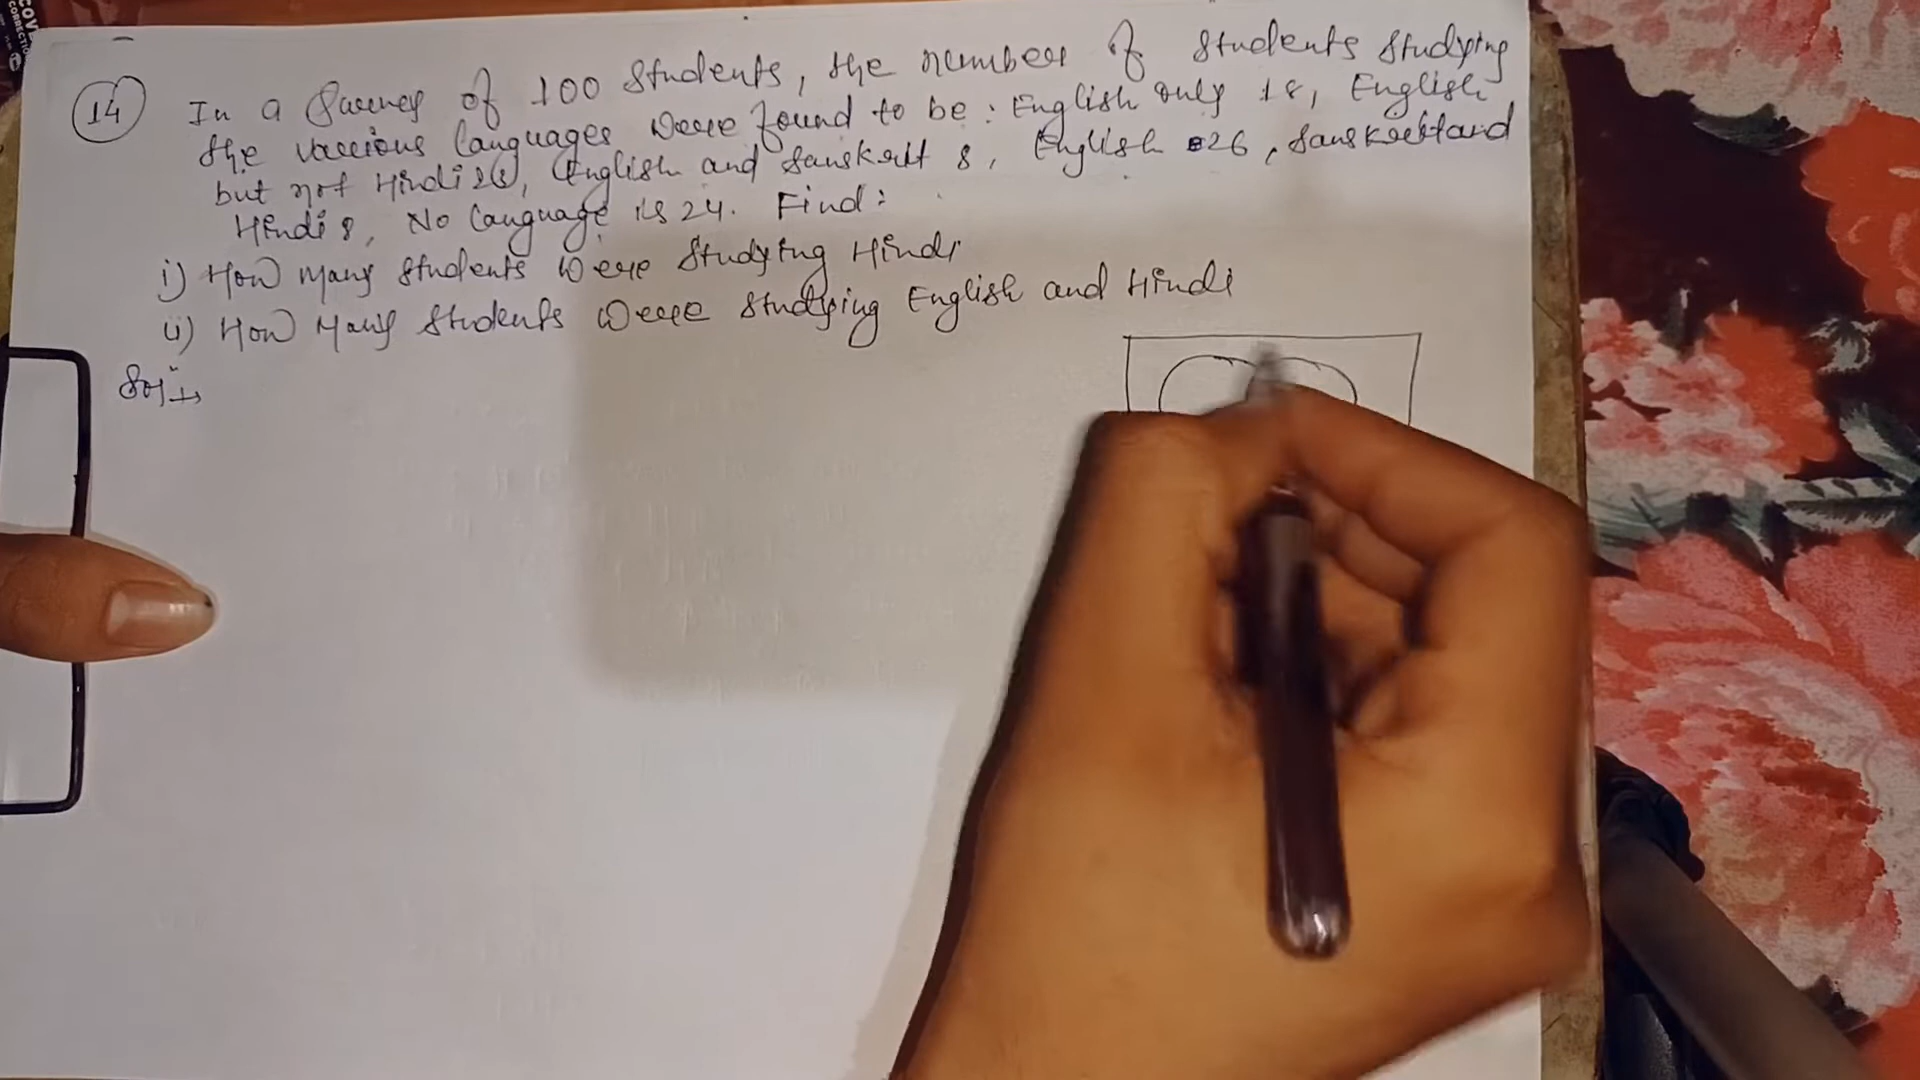 14 In a Survey of 100 Students, the number of students studying
the various languages were found to be: English only 18, English
but not Hindi 23, English and Sanskrit 8, English 26, Sanskrit and
Hindi 8, No language is 24. Find:
i) How Many students were Studying Hindi
ii) How Many Students were studying English and Hindi
Sol
COV
CORRECTIO